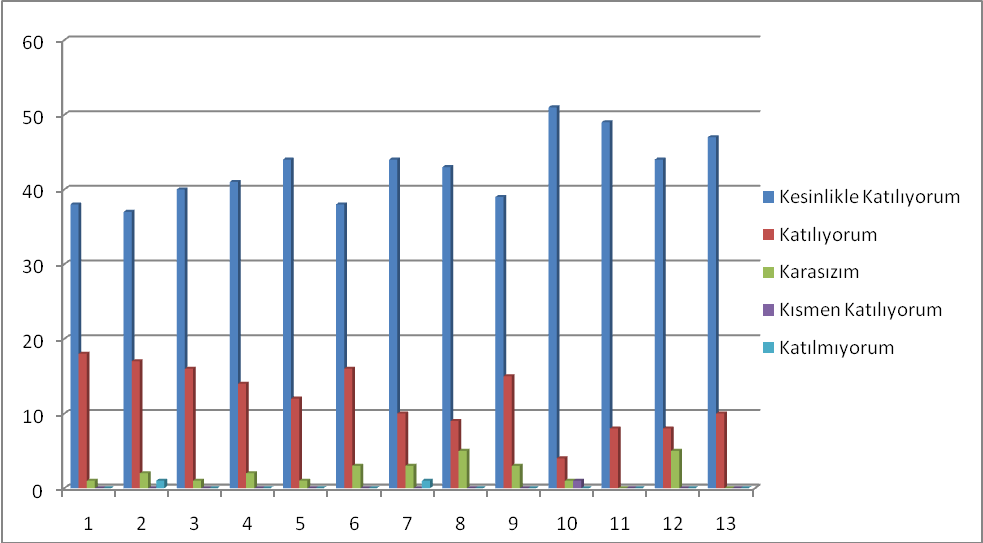 60
50
40
30
20
10
0
1 2 3 4 5 6 7 8 9 10 11 12 13
Kesinlikle Katılıyorum
Katılıyorum
Karasızım
Kısmen Katılıyorum
Katılmıyorum